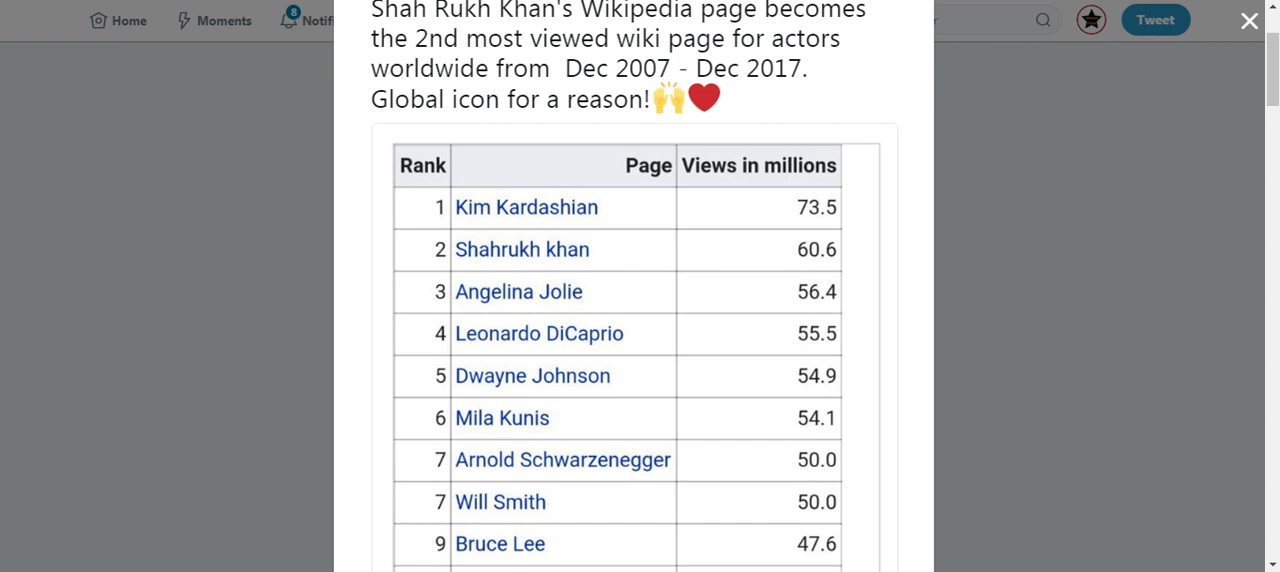 Home Moments 8 Notifi r Tweet
Shah Rukh Khan's Wikipedia page becomes
the 2nd most viewed wiki page for actors
worldwide from Dec 2007 - Dec 2017.
Global icon for a reason!🙌❤
Rank Page Views in millions
1 Kim Kardashian 73.5
2 Shahrukh khan 60.6
3 Angelina Jolie 56.4
4 Leonardo DiCaprio 55.5
5 Dwayne Johnson 54.9
6 Mila Kunis 54.1
7 Arnold Schwarzenegger 50.0
7 Will Smith 50.0
9 Bruce Lee 47.6